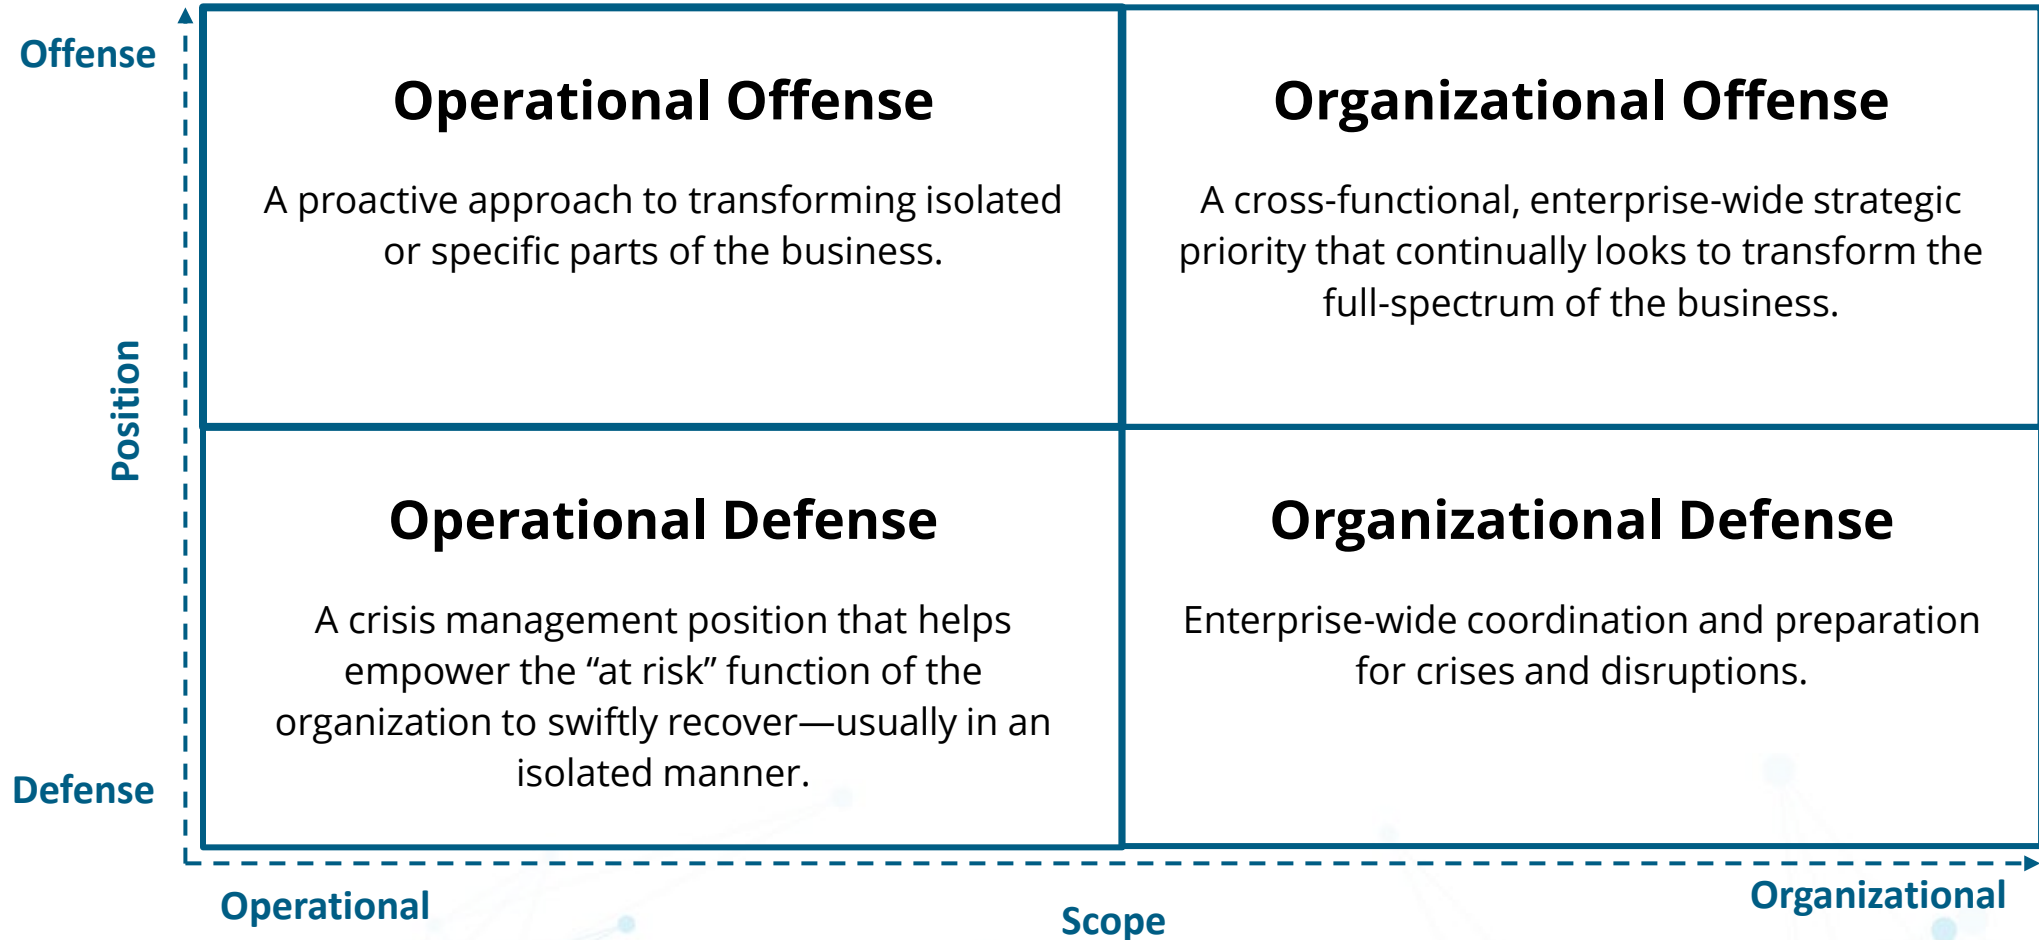 Offense
Position
Defense
Operational Offense
A proactive approach to transforming isolated
or specific parts of the business.
Organizational Offense
A cross-functional, enterprise-wide strategic
priority that continually looks to transform the
full-spectrum of the business.
Operational Defense
A crisis management position that helps
empower the “at risk” function of the
organization to swiftly recover—usually in an
isolated manner.
Organizational Defense
Enterprise-wide coordination and preparation
for crises and disruptions.
Operational
Scope
Organizational